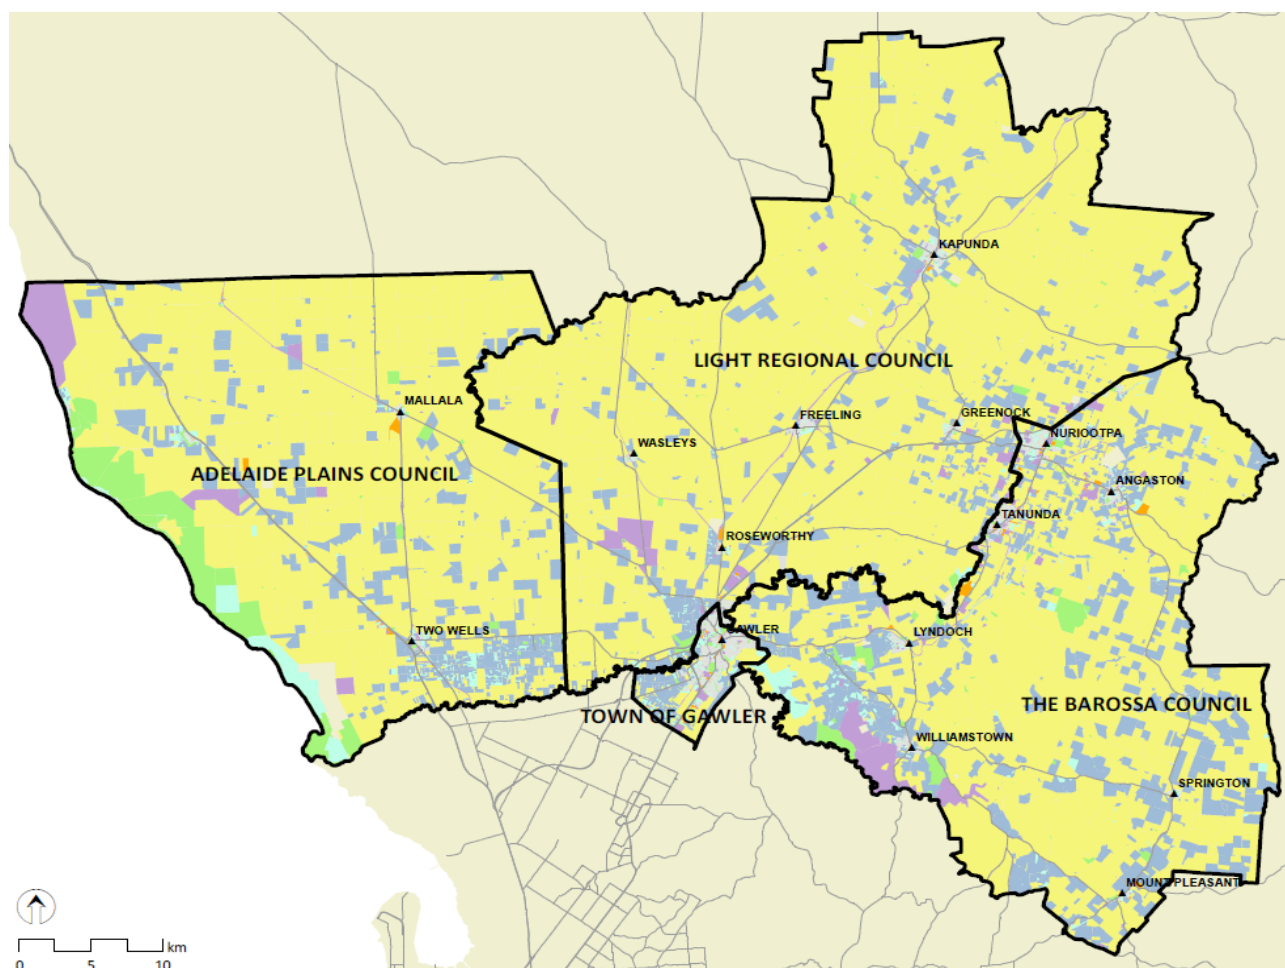 KAPUNDA
LIGHT REGIONAL COUNCIL
MALLALA
FREELING
GREENOCK
NURIOOTPA
WASLEYS
ADELAIDE PLAINS COUNCIL
ANGASTON
TANUNDA
ROSEWORTHY
TWO WELLS
GAWLER
LYNDOCH
TOWN OF GAWLER
THE BAROSSA COUNCIL
WILLIAMSTOWN
SPRINGTON
MOUNT PLEASANT
km
0 5 10